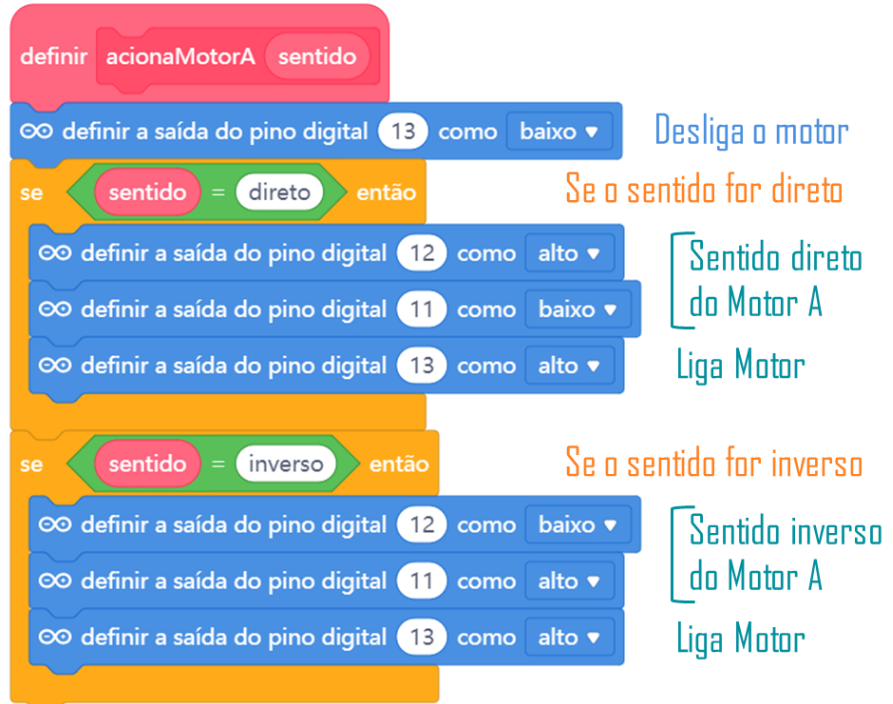 definir acionaMotorA sentido
definir a saída do pino digital 13 como baixo
Desliga o motor
se sentido = direto então
Se o sentido for direto
definir a saída do pino digital 12 como alto
definir a saída do pino digital 11 como baixo
Sentido direto
do Motor A
definir a saída do pino digital 13 como alto
Liga Motor
se sentido = inverso então
Se o sentido for inverso
definir a saída do pino digital 12 como baixo
definir a saída do pino digital 11 como alto
Sentido inverso
do Motor A
definir a saída do pino digital 13 como alto
Liga Motor